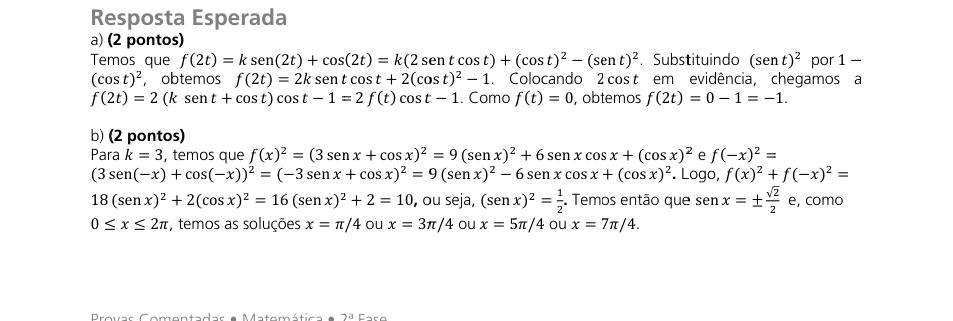 Resposta Esperada
a) (2 pontos)
Temos que f(2t) = k sen(2t) + cos(2t) = k(2 sen t cos t) + (cos t)² − (sen t)². Substituindo (sen t)² por 1 −
(cos t)², obtemos f(2t) = 2k sen t cos t + 2(cos t)² − 1. Colocando 2 cos t em evidência, chegamos a
f(2t) = 2 (k sen t + cos t) cos t − 1 = 2 f(t) cos t − 1. Como f(t) = 0, obtemos f(2t) = 0 − 1 = −1.
b) (2 pontos)
Para k = 3, temos que f(x)² = (3 sen x + cos x)² = 9 (sen x)² + 6 sen x cos x + (cos x)² e f(−x)² =
(3 sen(−x) + cos(−x))² = (−3 sen x + cos x)² = 9 (sen x)² − 6 sen x cos x + (cos x)². Logo, f(x)² + f(−x)² =
18 (sen x)² + 2(cos x)² = 16 (sen x)² + 2 = 10, ou seja, (sen x)² = 1/2. Temos então que sen x = ±√2/2 e, como
0 ≤ x ≤ 2π, temos as soluções x = π/4 ou x = 3π/4 ou x = 5π/4 ou x = 7π/4.
Provas Comentadas • Matemática • 2ª Fase